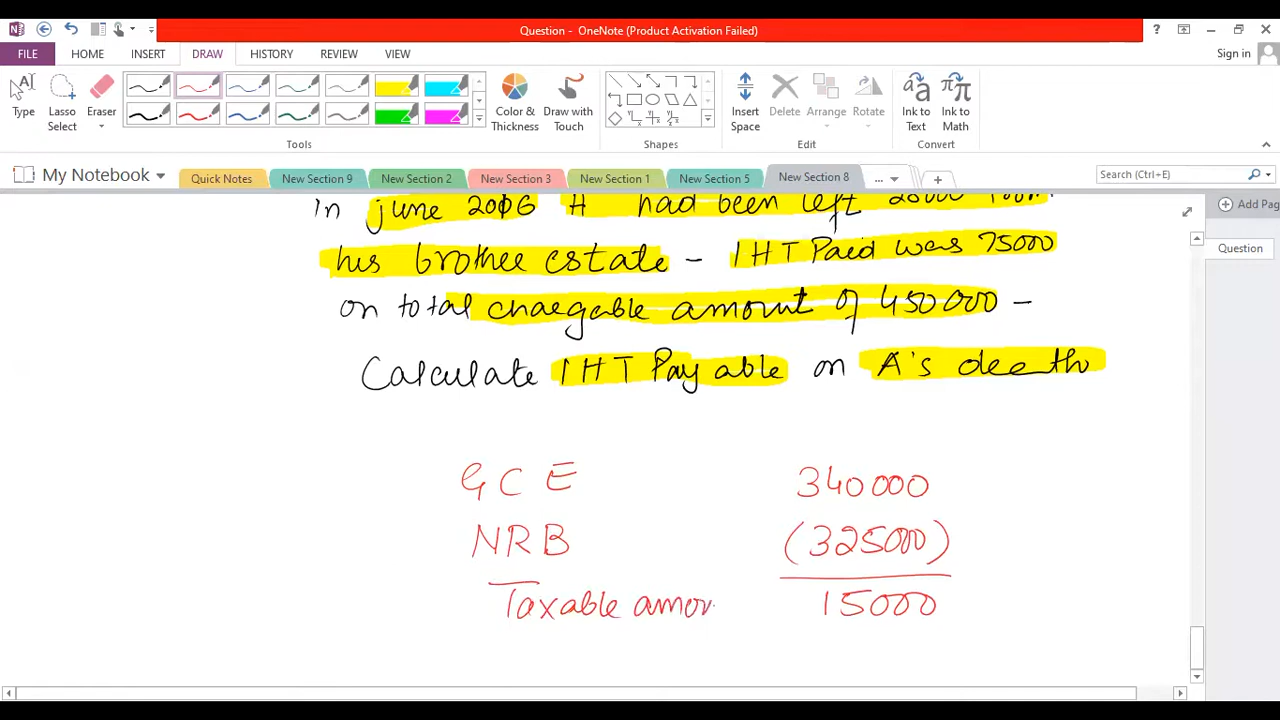 Question - OneNote (Product Activation Failed)
FILE HOME INSERT DRAW HISTORY REVIEW VIEW Sign in
Type Lasso Select Eraser Color & Thickness Draw with Touch Insert Space Delete Arrange Rotate Ink to Text Ink to Math
Tools Shapes Edit Convert
My Notebook Quick Notes New Section 9 New Section 2 New Section 3 New Section 1 New Section 5 New Section 8 ... Search (Ctrl+E)
Add Pag
Question
In june 2016 A had been left
his brother estate - IHT Paid was 75000
on total chargable amount of 450000 -
Calculate IHT Payable on A's death
G C E 340000
NRB (325000)
Taxable amou 15000